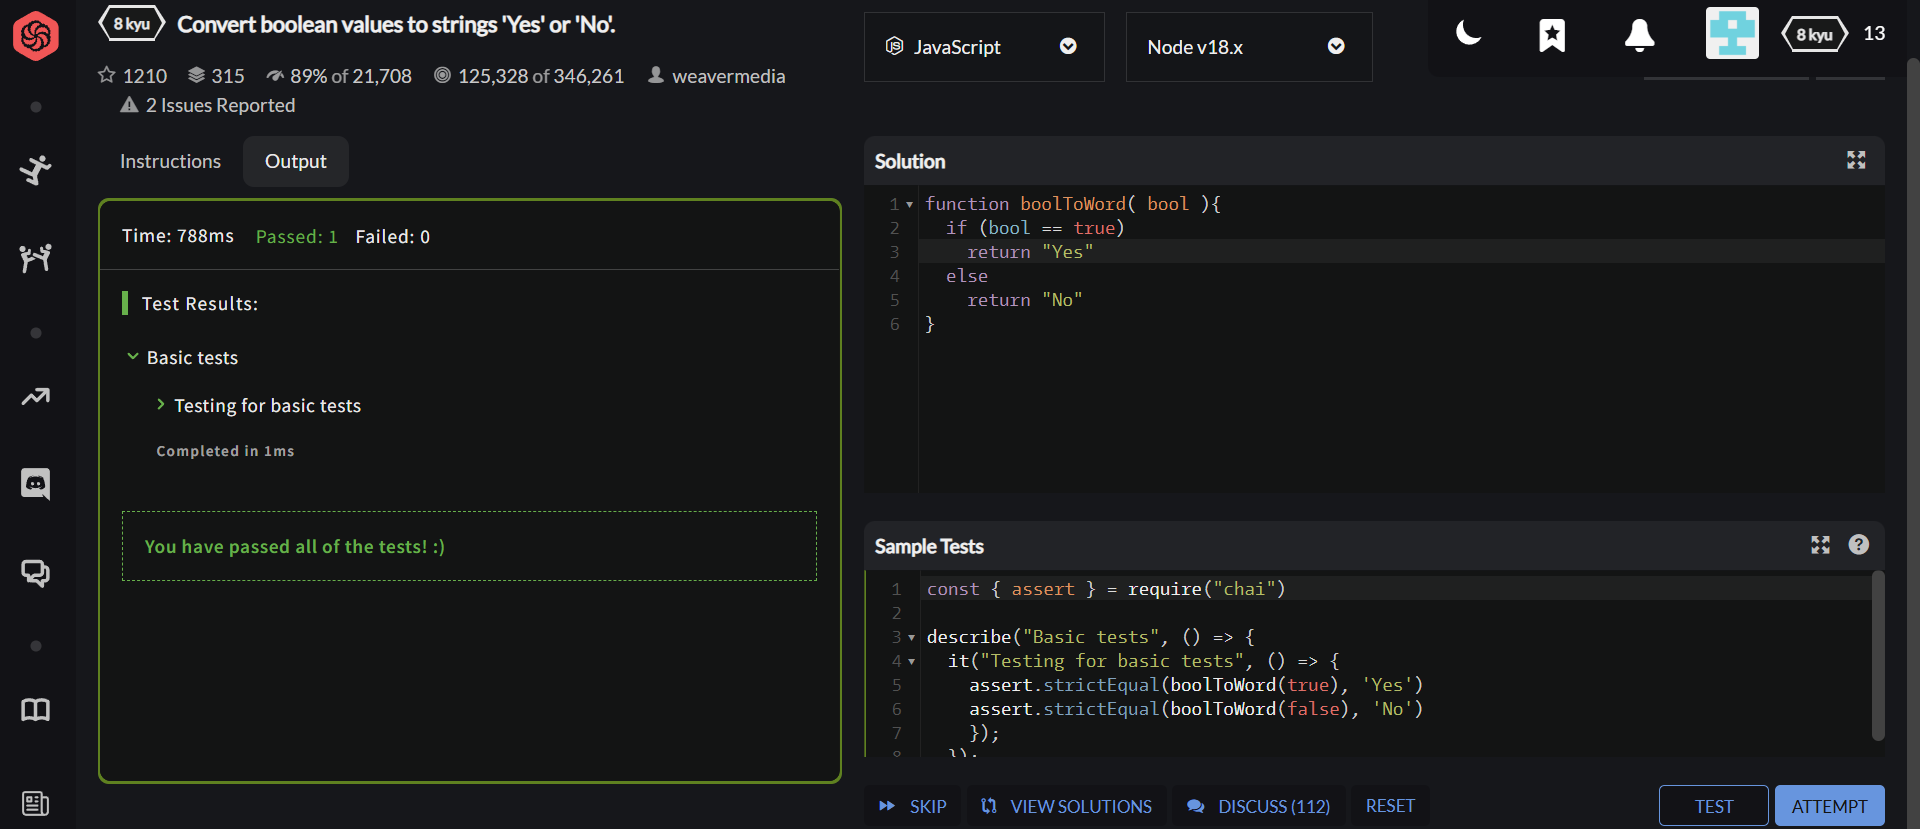 8 kyu Convert boolean values to strings 'Yes' or 'No'.
1210 315 89% of 21,708 125,328 of 346,261 weavermedia
2 Issues Reported
JavaScript
Node v18.x
8 kyu 13
Instructions Output
Time: 788ms Passed: 1 Failed: 0
Test Results:
Basic tests
Testing for basic tests
Completed in 1ms
You have passed all of the tests! :)
Solution
1 function boolToWord( bool ){
2 if (bool == true)
3 return "Yes"
4 else
5 return "No"
6 }
Sample Tests
1 const { assert } = require("chai")
2
3 describe("Basic tests", () => {
4 it("Testing for basic tests", () => {
5 assert.strictEqual(boolToWord(true), 'Yes')
6 assert.strictEqual(boolToWord(false), 'No')
7 });
8 });
SKIP VIEW SOLUTIONS DISCUSS (112) RESET TEST ATTEMPT